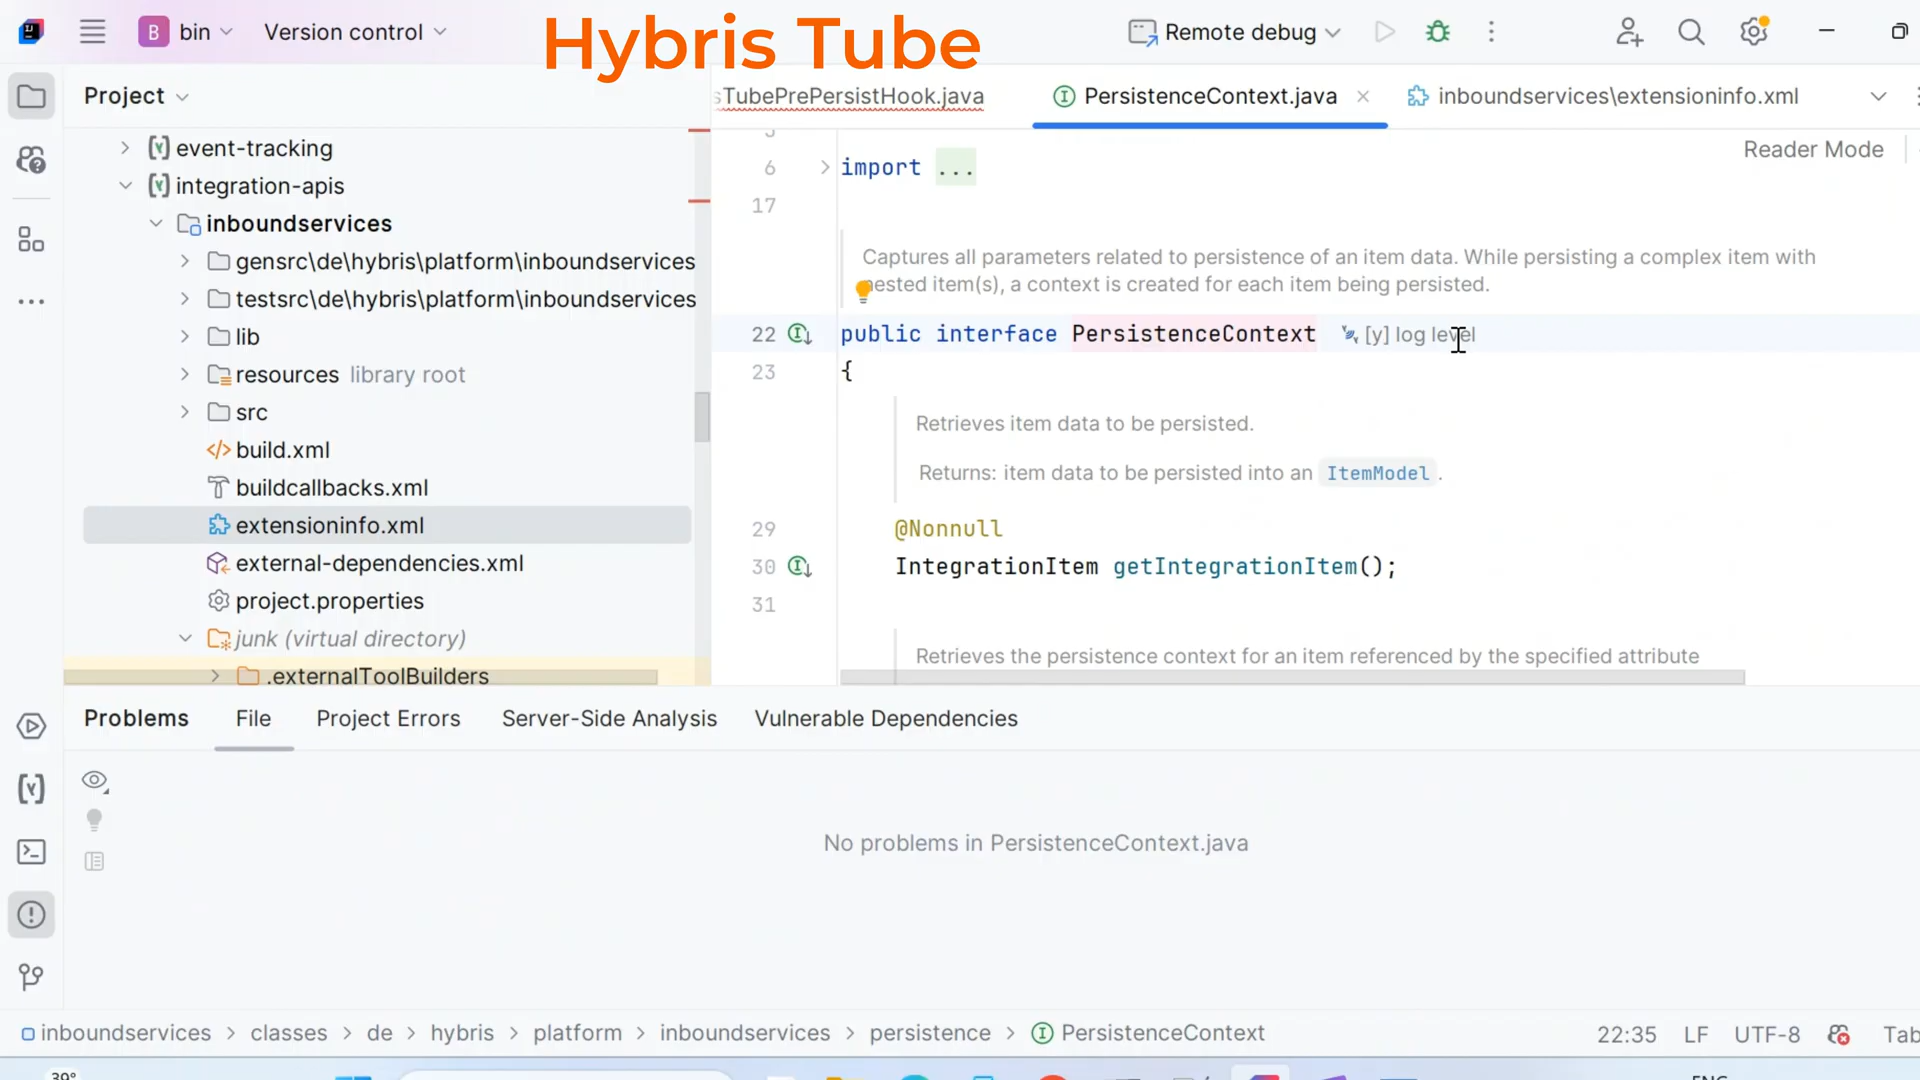 B bin
Version control
Hybris Tube
Remote debug
Project
sTubePrePersistHook.java
PersistenceContext.java
inboundservices\extensioninfo.xml
event-tracking
integration-apis
inboundservices
gensrc\de\hybris\platform\inboundservices
testsrc\de\hybris\platform\inboundservices
lib
resources library root
src
build.xml
buildcallbacks.xml
extensioninfo.xml
external-dependencies.xml
project.properties
junk (virtual directory)
.externalToolBuilders
Reader Mode
6 import ...
17
Captures all parameters related to persistence of an item data. While persisting a complex item with
nested item(s), a context is created for each item being persisted.
22 public interface PersistenceContext [y] log level
23 {
Retrieves item data to be persisted.
Returns: item data to be persisted into an ItemModel .
29 @Nonnull
30 IntegrationItem getIntegrationItem();
31
Retrieves the persistence context for an item referenced by the specified attribute
Problems File Project Errors Server-Side Analysis Vulnerable Dependencies
No problems in PersistenceContext.java
inboundservices > classes > de > hybris > platform > inboundservices > persistence > PersistenceContext
22:35 LF UTF-8 Tab
39°
ENG